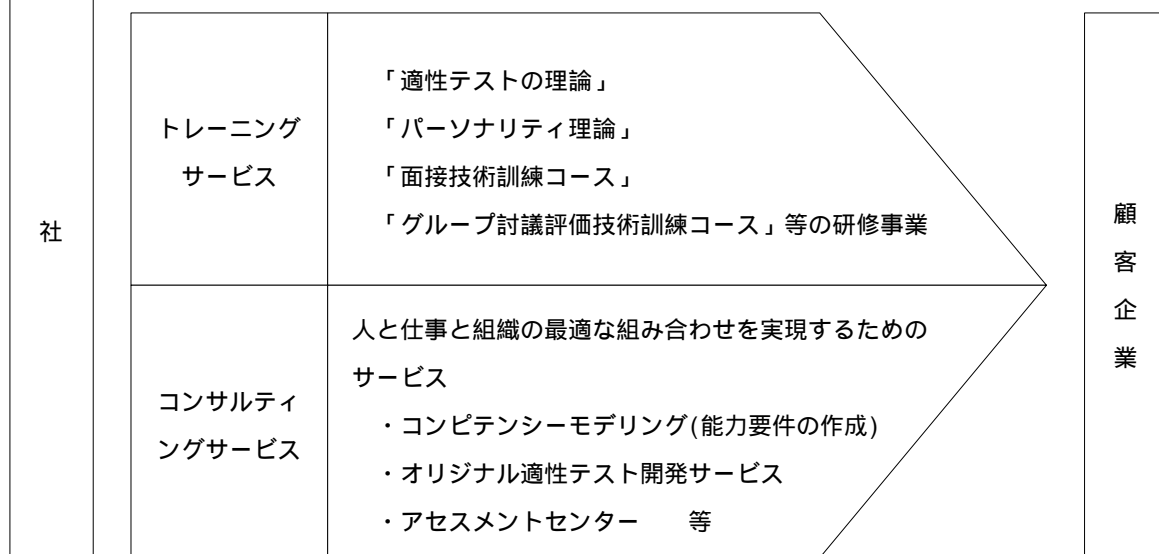 社
トレーニング
サービス
「適性テストの理論」
「パーソナリティ理論」
「面接技術訓練コース」
「グループ討議評価技術訓練コース」等の研修事業
コンサルティ
ングサービス
人と仕事と組織の最適な組み合わせを実現するための
サービス
・コンピテンシーモデリング(能力要件の作成)
・オリジナル適性テスト開発サービス
・アセスメントセンター　　等
顧
客
企
業